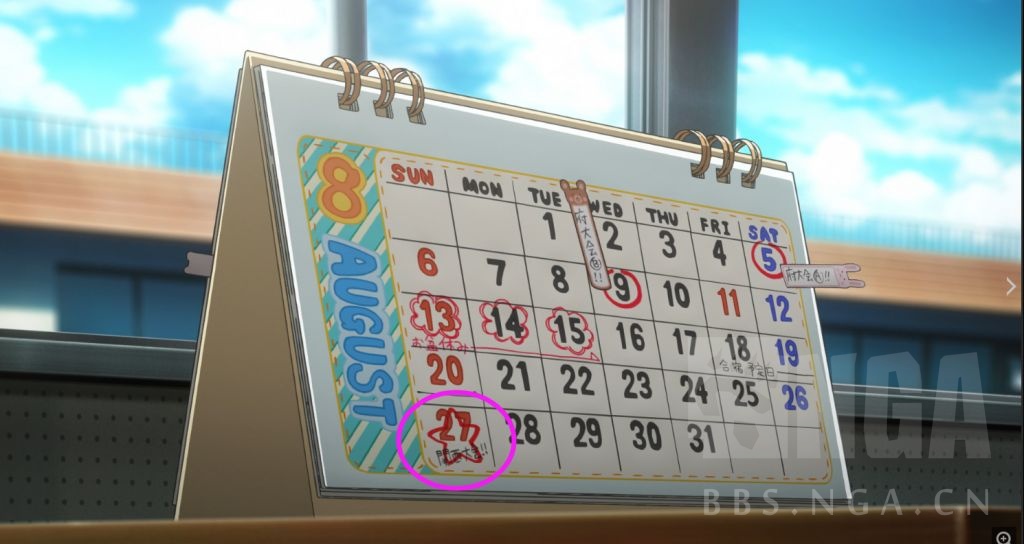 8
AUGUST
SUN MON TUE WED THU FRI SAT
1 2 3 4 5
府大会A!!
府大会B!!
6 7 8 9 10 11 12
13 14 15 16 17 18 19
お盆休み
合宿予定日
20 21 22 23 24 25 26
27 28 29 30 31
関西大会!!
NGA
BBS.NGA.CN